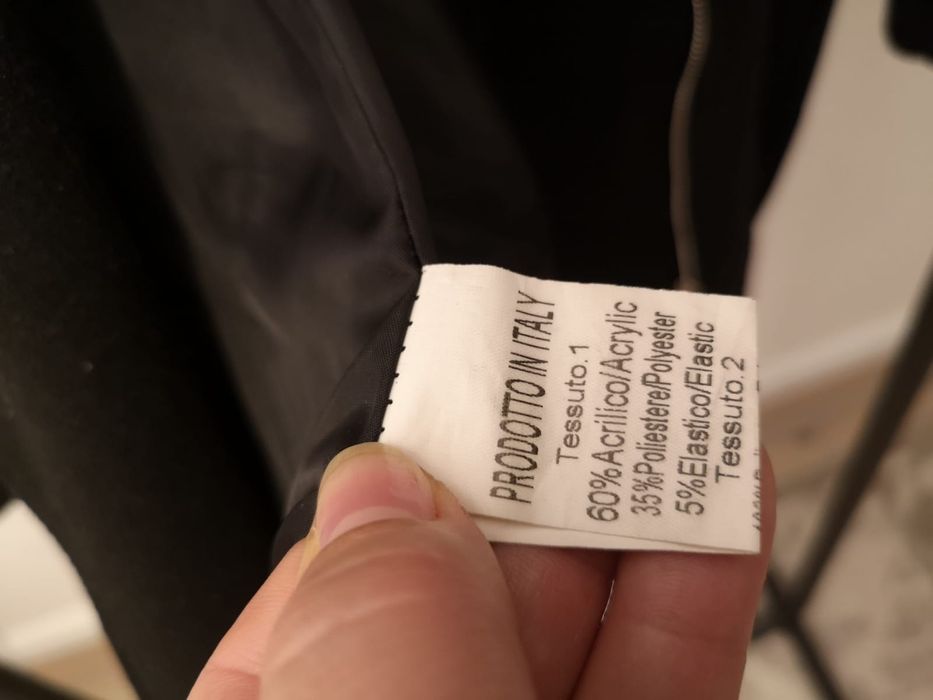 PRODOTTO IN ITALY
Tessuto.1
60%Acrilico/Acrylic
35%Poliestere/Polyester
5%Elastico/Elastic
Tessuto.2